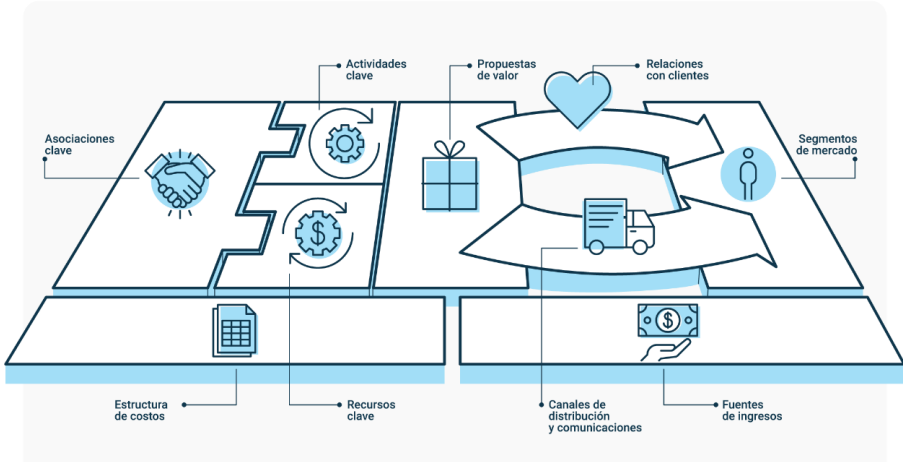 Actividades
clave
Propuestas
de valor
Relaciones
con clientes
Asociaciones
clave
Segmentos
de mercado
$
$
Estructura
de costos
Recursos
clave
Canales de
distribución
y comunicaciones
Fuentes
de ingresos